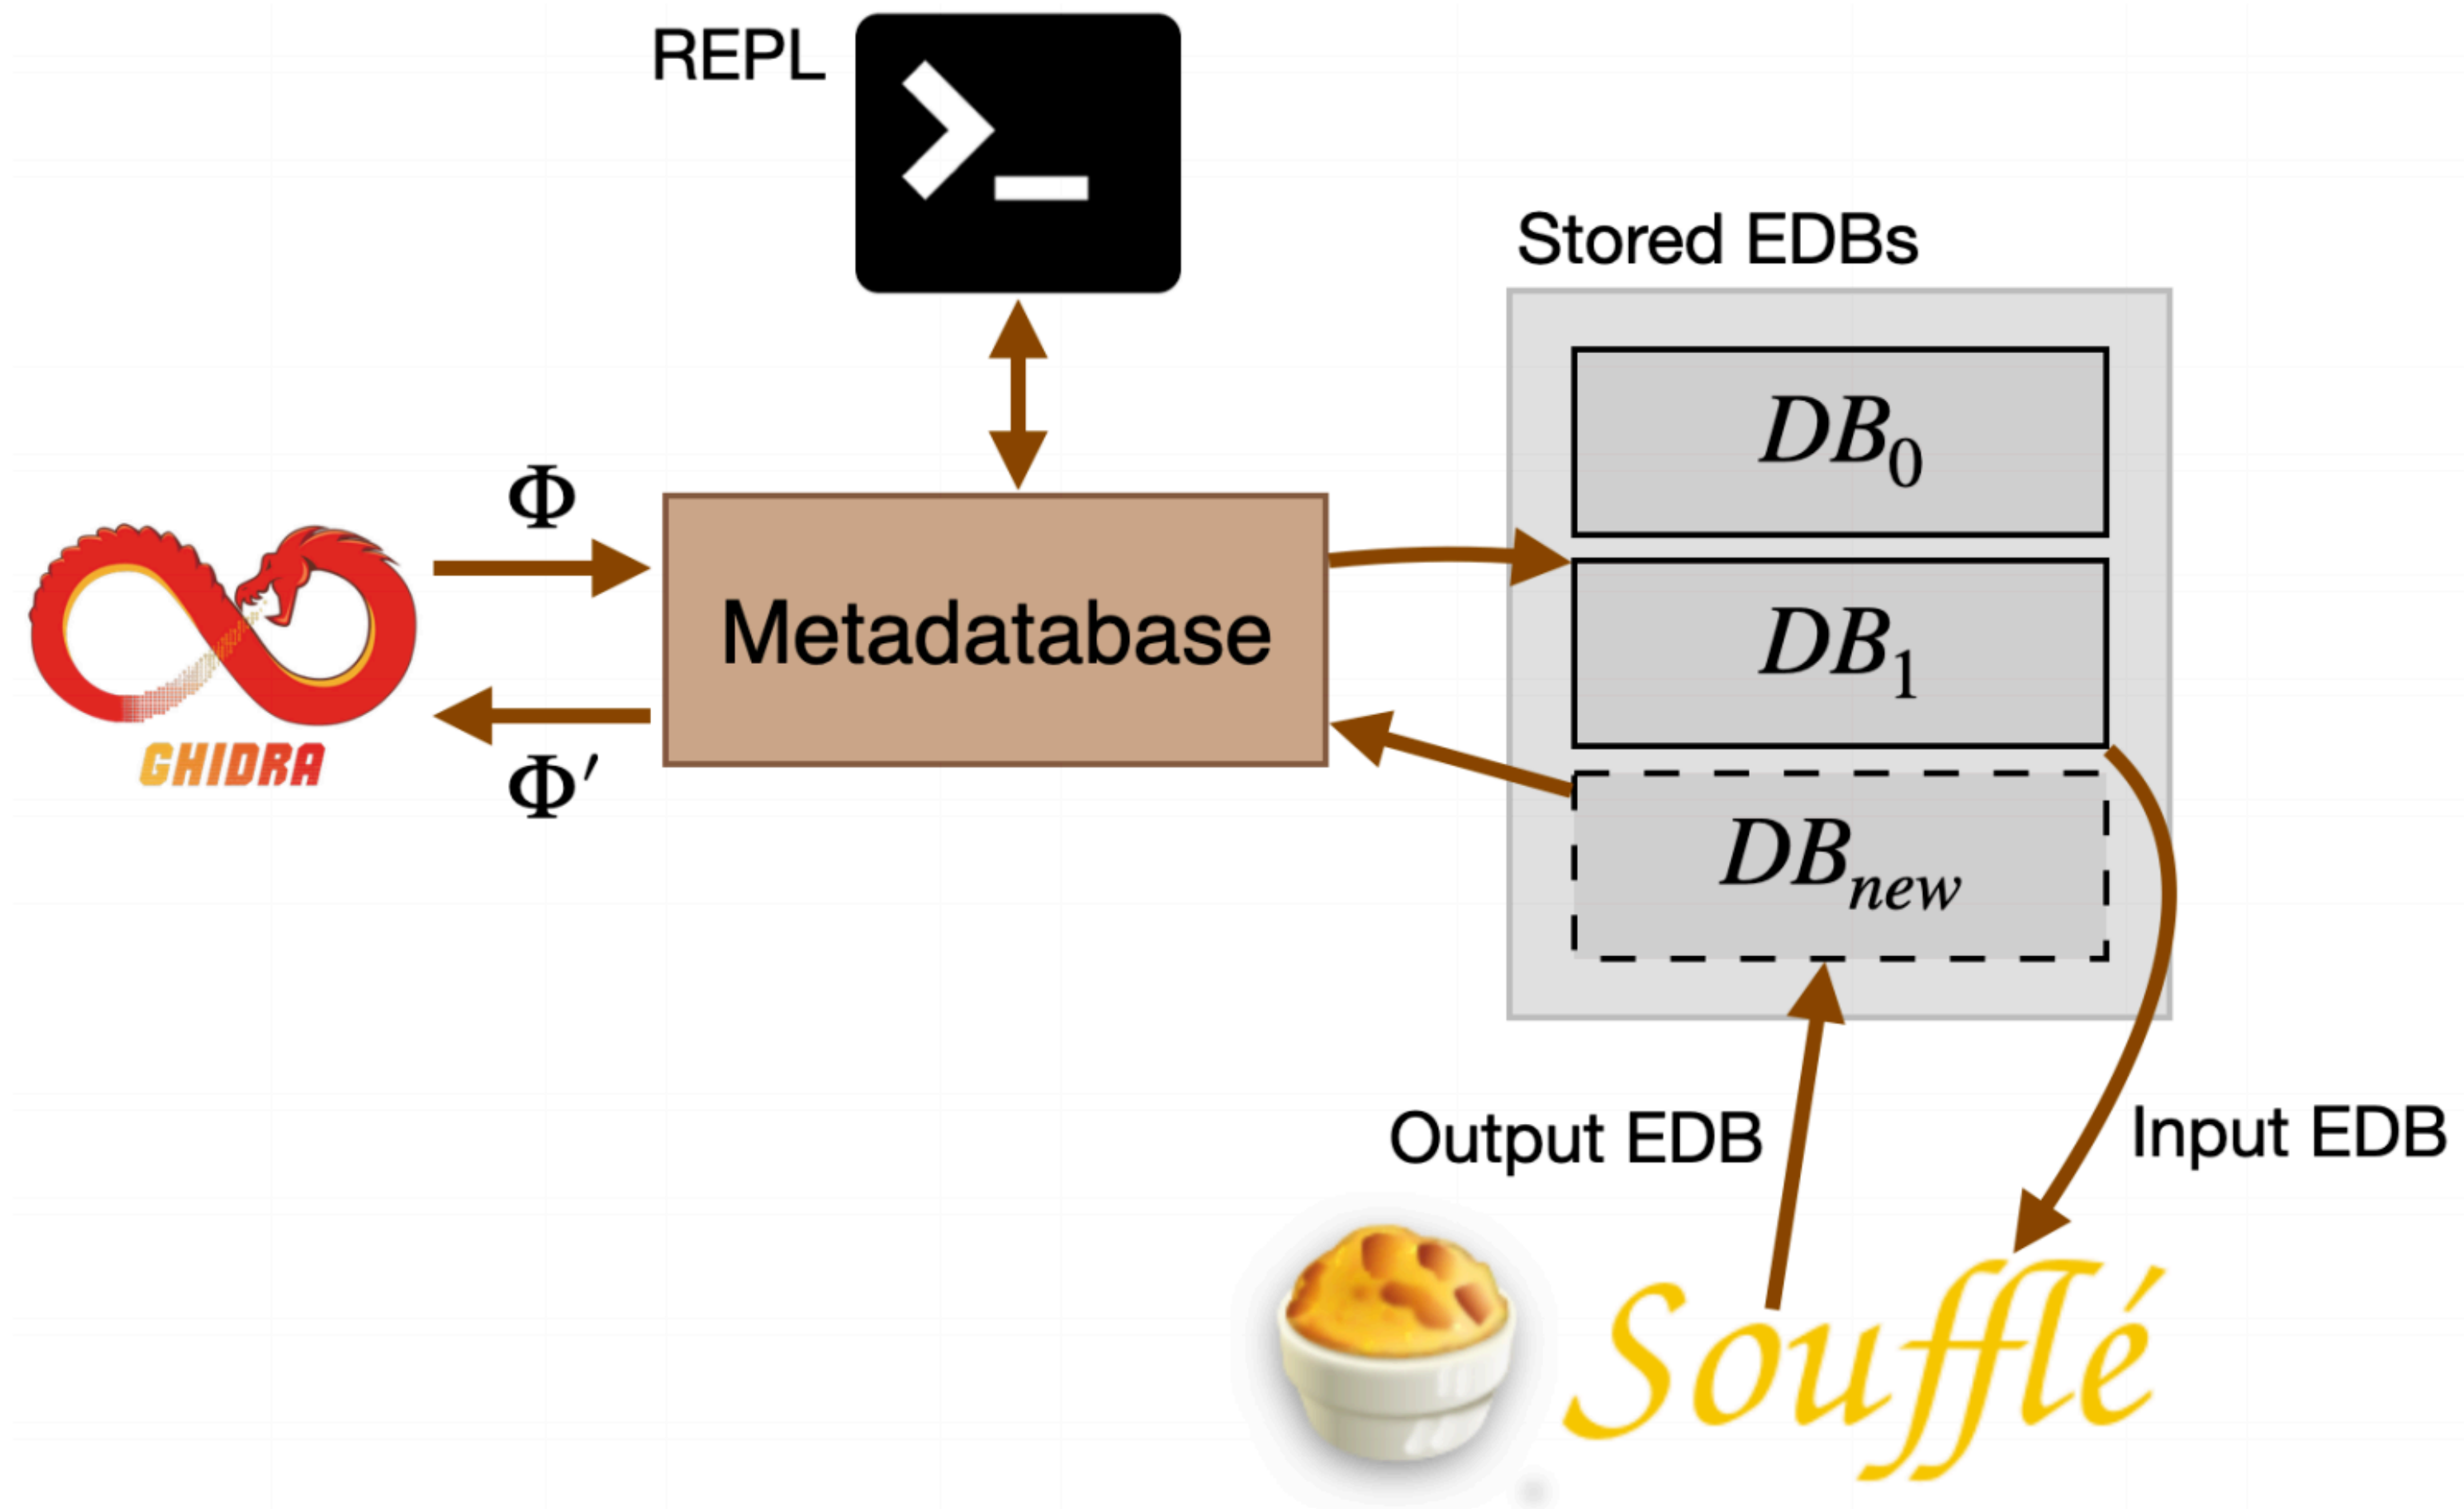 REPL
>_
Stored EDBs
DB₀
Φ
Metadatabase
DB₁
GHIDRA
Φ′
DBₙₑw
Output EDB
Input EDB
Soufflé